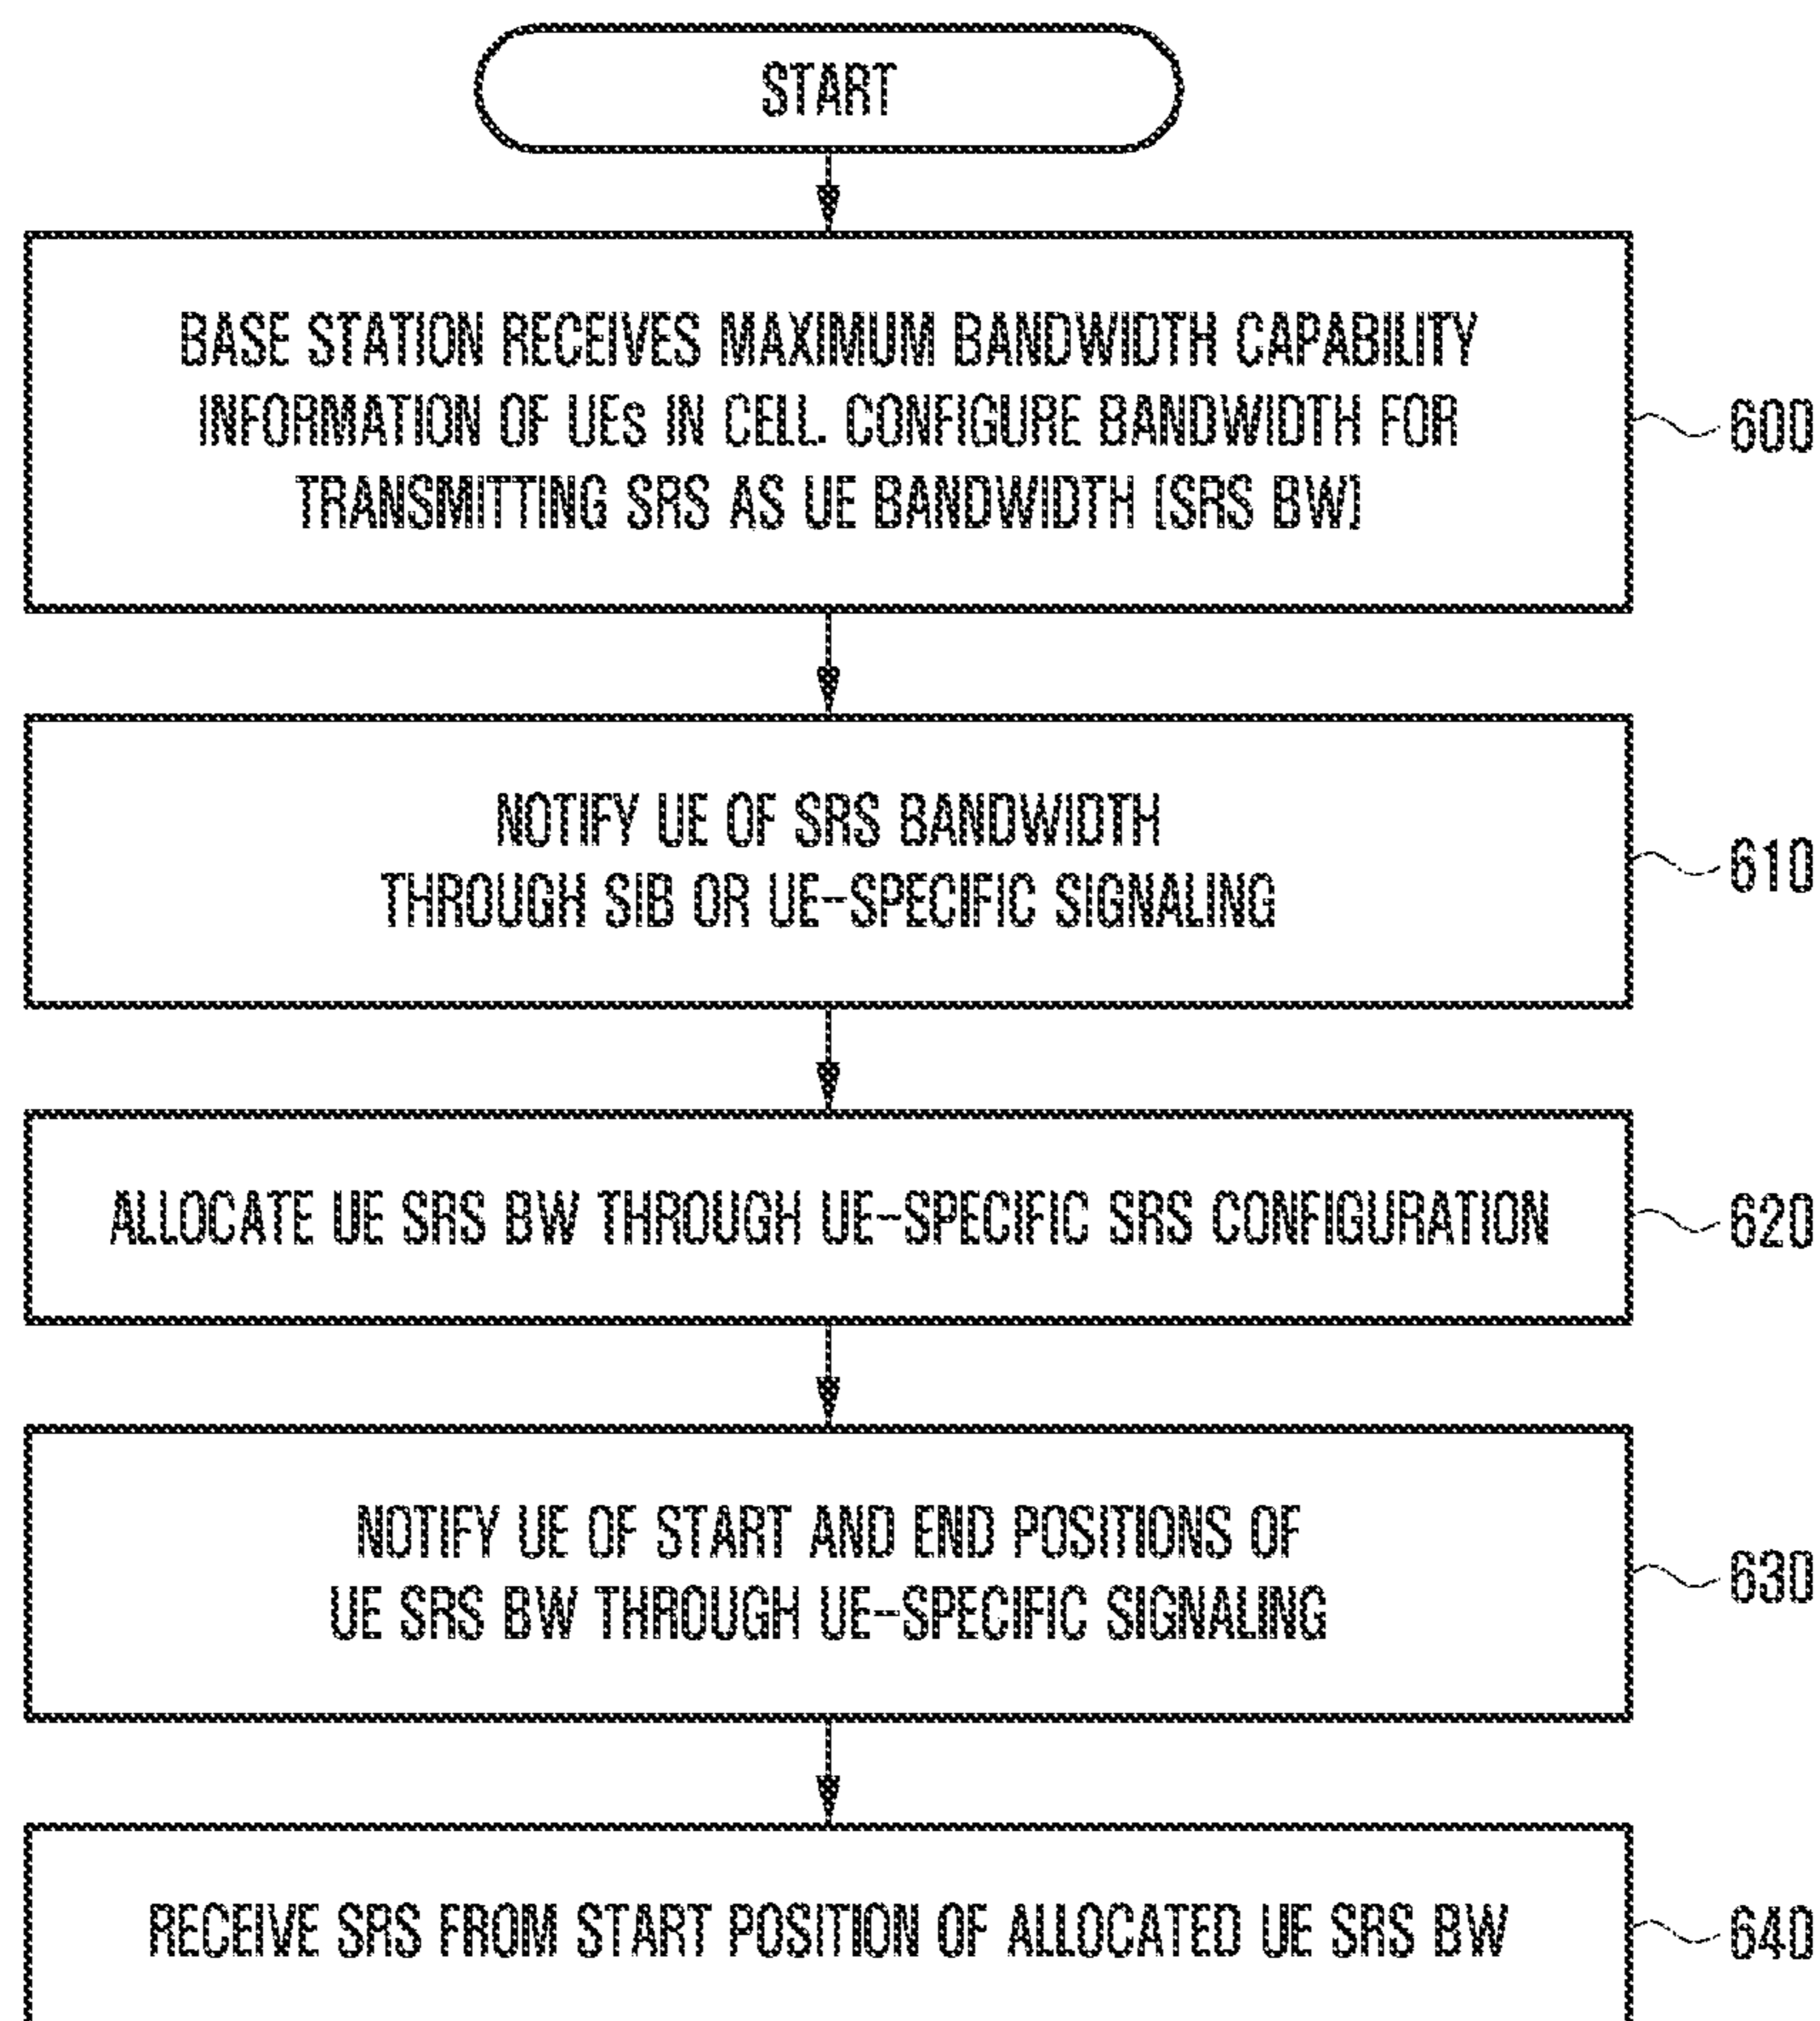 START
BASE STATION RECEIVES MAXIMUM BANDWIDTH CAPABILITY
INFORMATION OF UEs IN CELL. CONFIGURE BANDWIDTH FOR
TRANSMITTING SRS AS UE BANDWIDTH (SRS BW)
600
NOTIFY UE OF SRS BANDWIDTH
THROUGH SIB OR UE-SPECIFIC SIGNALING
610
ALLOCATE UE SRS BW THROUGH UE-SPECIFIC SRS CONFIGURATION
620
NOTIFY UE OF START AND END POSITIONS OF
UE SRS BW THROUGH UE-SPECIFIC SIGNALING
630
RECEIVE SRS FROM START POSITION OF ALLOCATED UE SRS BW
640